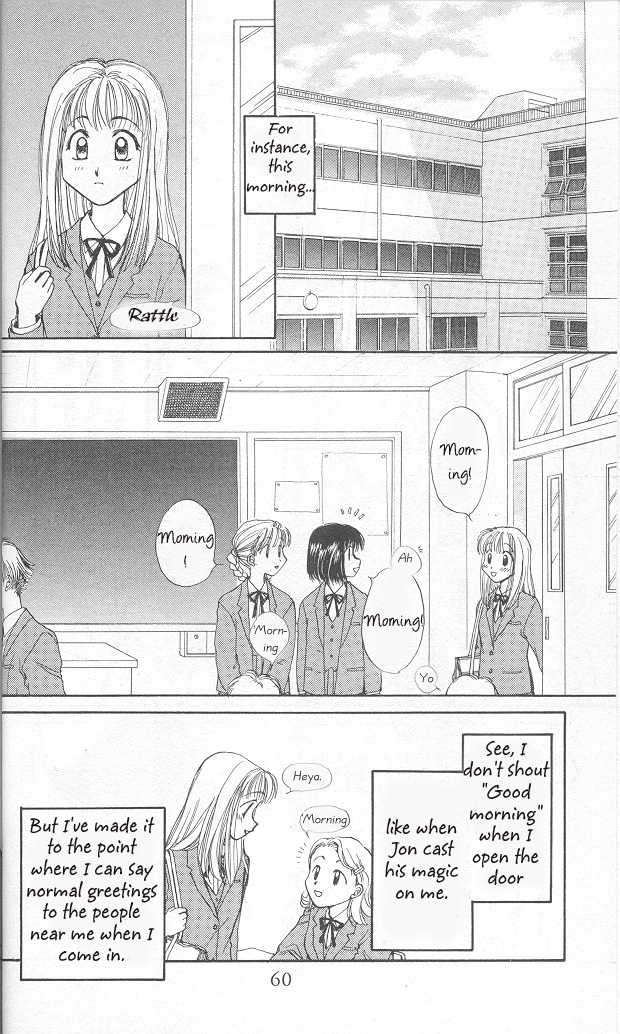 For
instance,
this
morning...
Rattle
Morn-
ing!
Ah
Morning!
Morning
!
'Morn-
ing
Yo
See, I
don't shout
"Good
morning"
when I
open the
door
like when
Jon cast
his magic
on me.
Heya.
'Morning
But I've made it
to the point
where I can say
normal greetings
to the people
near me when I
come in.
60